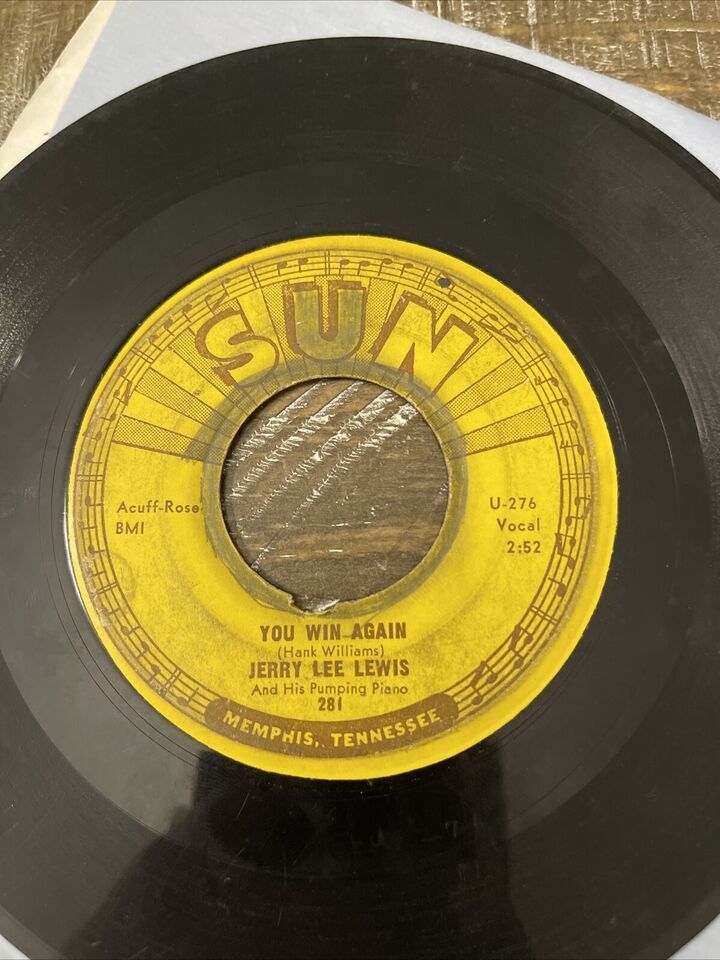 SUN
Acuff-Rose
BMI
U-276
Vocal
2:52
YOU WIN AGAIN
(Hank Williams)
JERRY LEE LEWIS
And His Pumping Piano
281
MEMPHIS, TENNESSEE